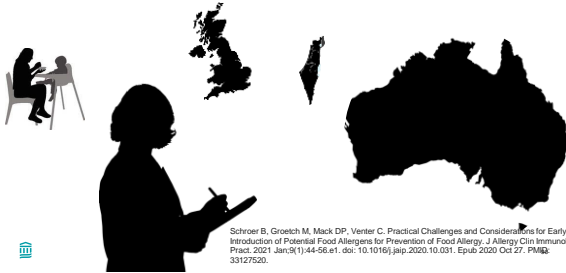 Schroer B, Groetch M, Mack DP, Venter C. Practical Challenges and Considerations for Early
Introduction of Potential Food Allergens for Prevention of Food Allergy. J Allergy Clin Immunol
Pract. 2021 Jan;9(1):44-56.e1. doi: 10.1016/j.jaip.2020.10.031. Epub 2020 Oct 27. PMID:
33127520.